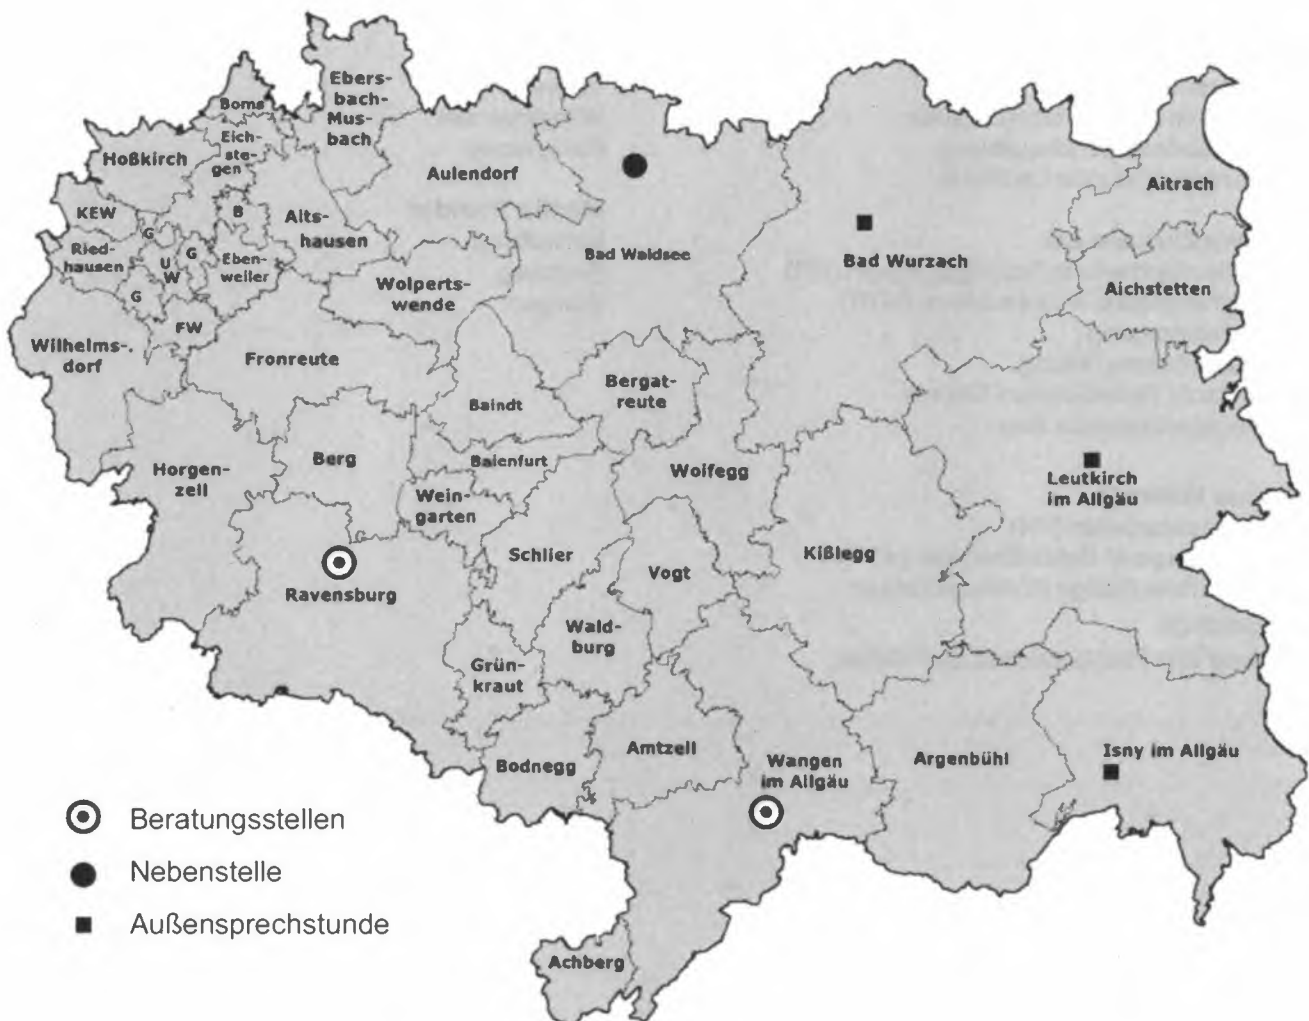 Ebers-
bach-
Mus-
bach
Boms
Eich-
ste-
gen
Hoßkirch
Aulendorf
Aitrach
KEW
B
Alts-
hausen
G
G
Ried-
hausen
U
W
Eben-
weiler
G
Bad Waldsee
Bad Wurzach
Wolperts-
wende
Aichstetten
FW
Wilhelms-
dorf
Fronreute
Bergat-
reute
Baindt
Berg
Baienfurt
Horgen-
zell
Wolfegg
Leutkirch
im Allgäu
Wein-
garten
Schlier
Kißlegg
Vogt
Ravensburg
Wald-
burg
Grün-
kraut
Amtzell
Isny im Allgäu
Argenbühl
Bodnegg
Wangen
im Allgäu
Beratungsstellen
Nebenstelle
Außensprechstunde
Achberg